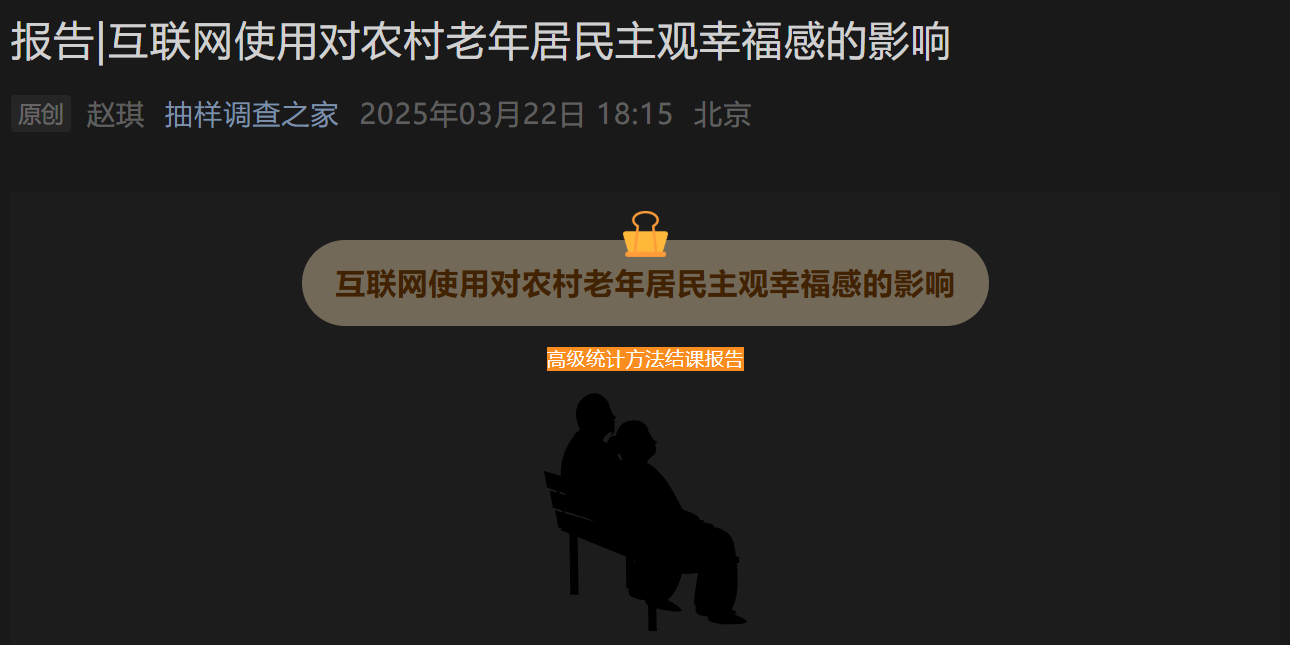 报告|互联网使用对农村老年居民主观幸福感的影响
原创 赵琪 抽样调查之家 2025年03月22日 18:15 北京
互联网使用对农村老年居民主观幸福感的影响
高级统计方法结课报告